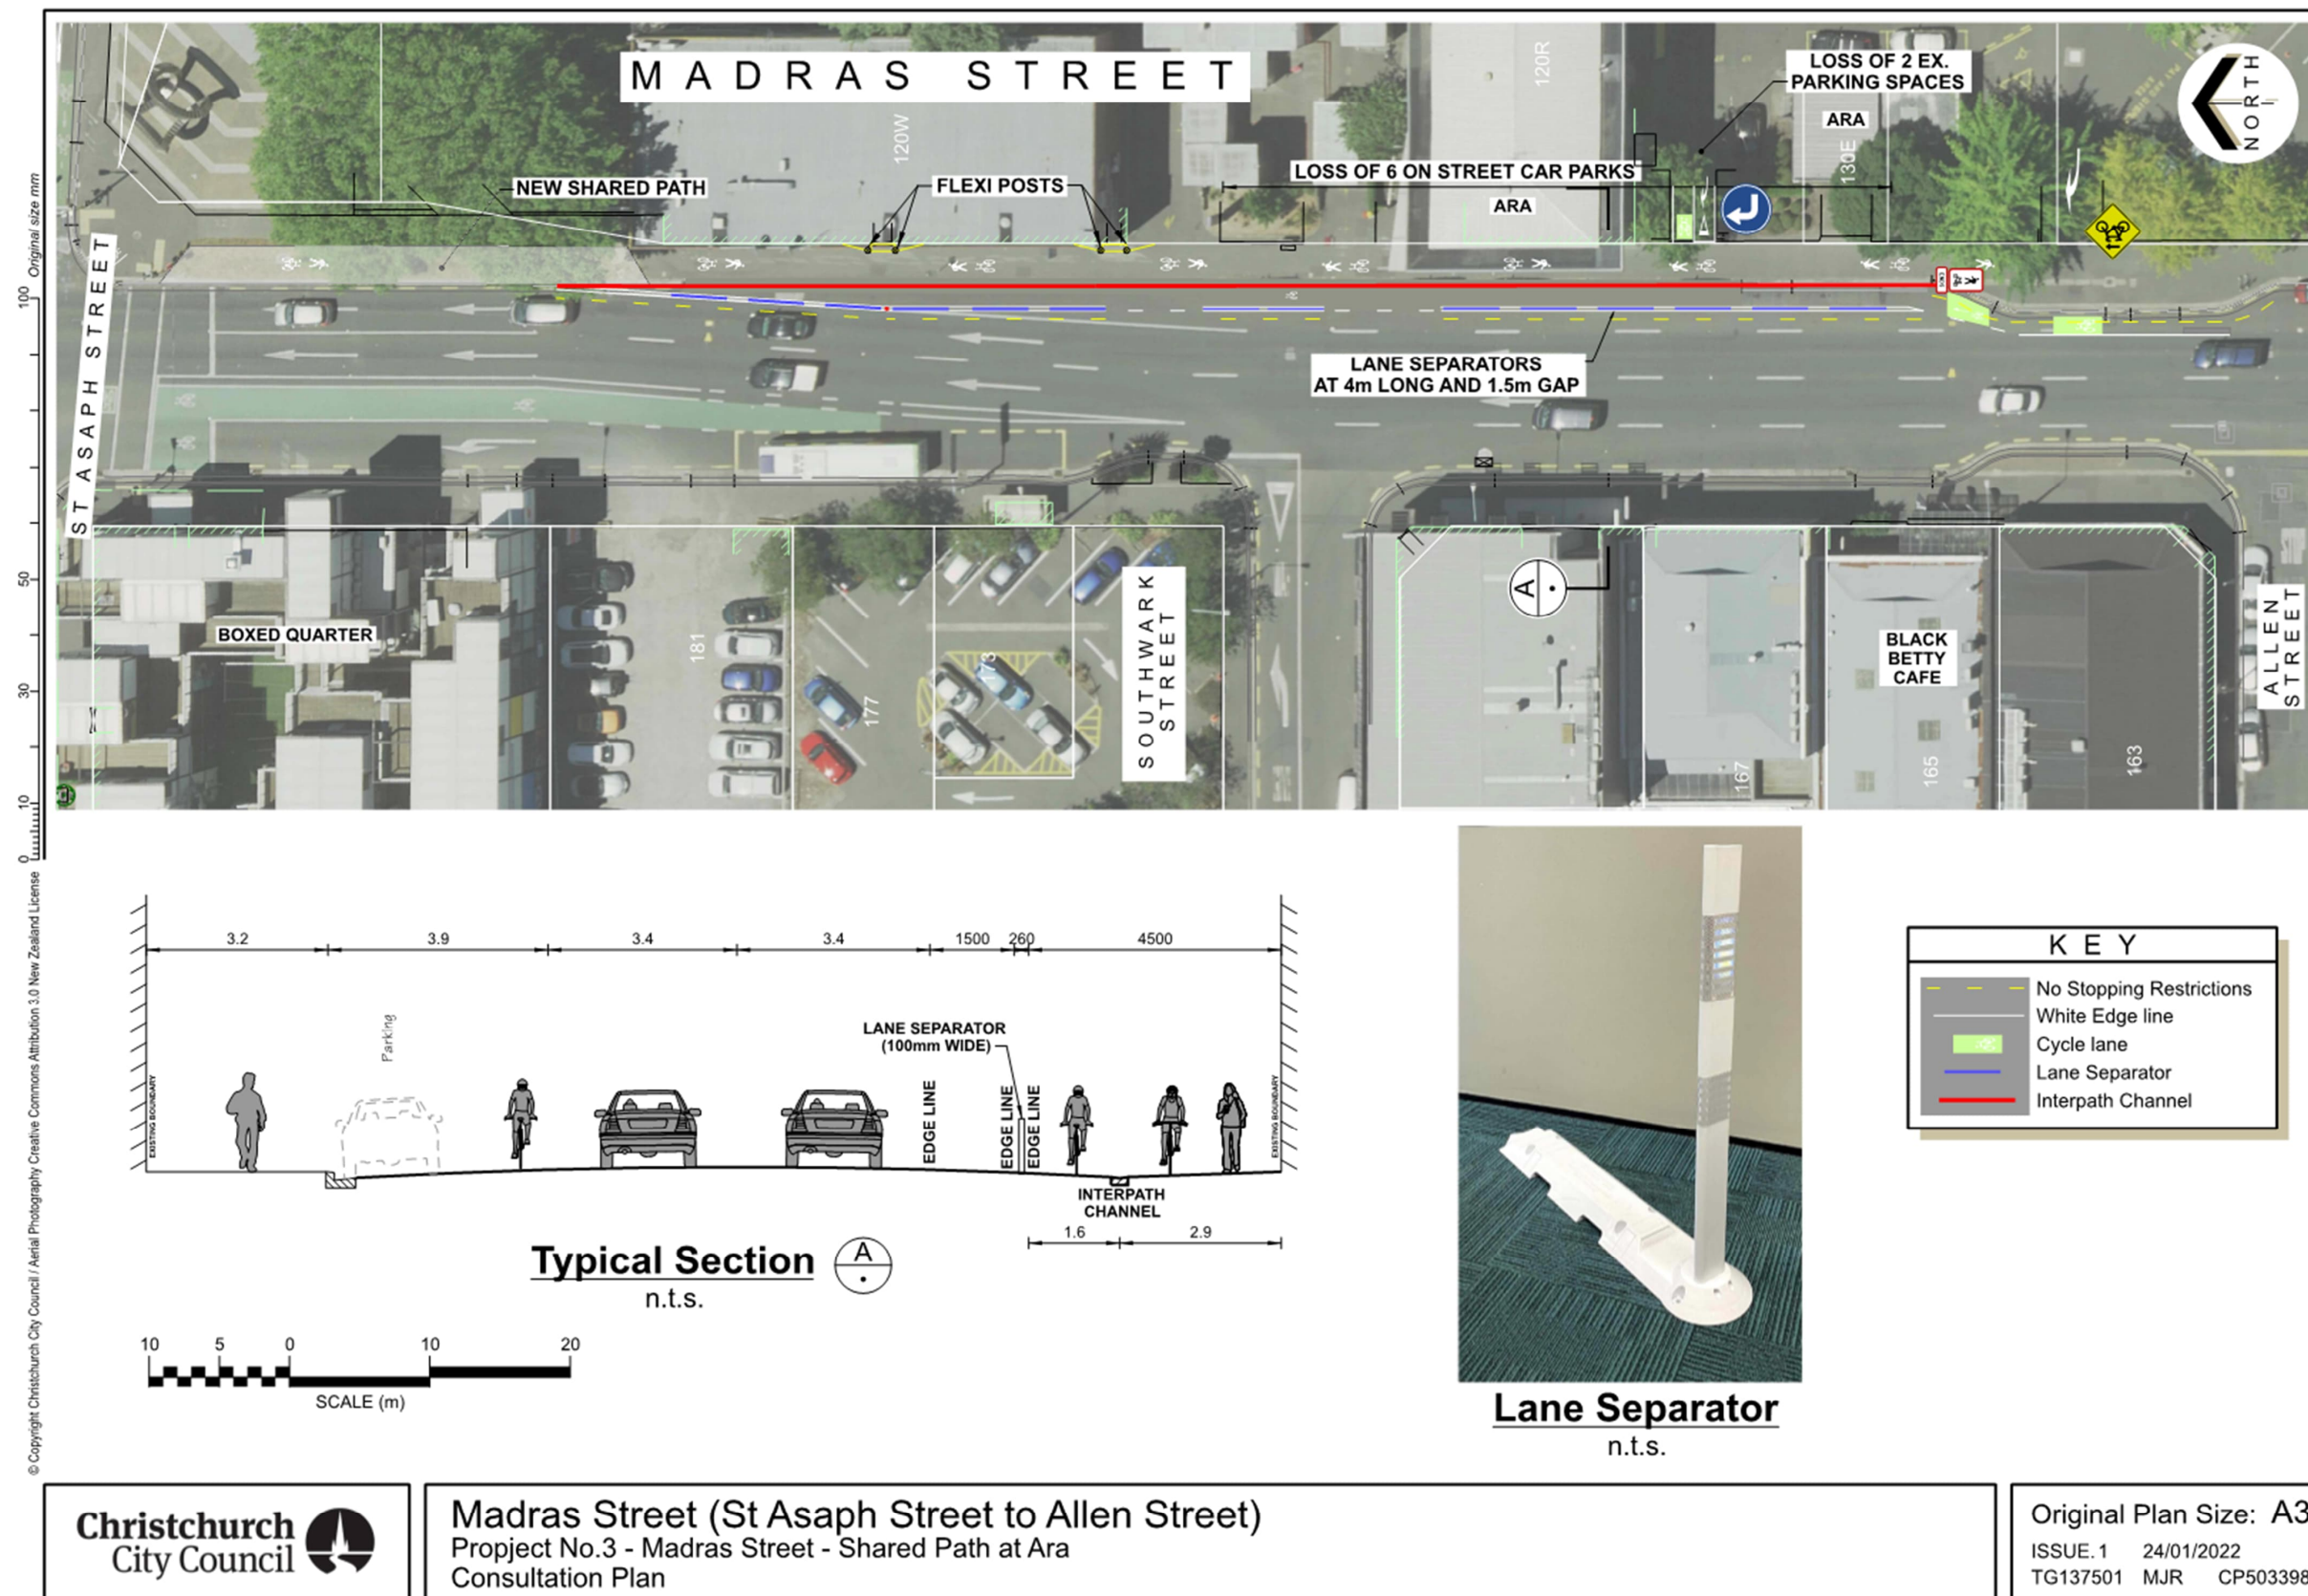 MADRAS STREET
LOSS OF 2 EX.
PARKING SPACES
ARA
NORTH
120W
120R
130E
NEW SHARED PATH
FLEXI POSTS
LOSS OF 6 ON STREET CAR PARKS
ARA
ST ASAPH STREET
LANE SEPARATORS
AT 4m LONG AND 1.5m GAP
A
BOXED QUARTER
181
177
173
SOUTHWARK
STREET
BLACK
BETTY
CAFE
167
165
163
ALLEN
STREET
Original size mm
100
50
30
10
0
© Copyright Christchurch City Council / Aerial Photography Creative Commons Attribution 3.0 New Zealand License
3.2 3.9 3.4 3.4 1500 260 4500
Parking
LANE SEPARATOR
(100mm WIDE)
EXISTING BOUNDARY
EDGE LINE
EDGE LINE
EDGE LINE
EXISTING BOUNDARY
INTERPATH
CHANNEL
1.6 2.9
Typical Section A
n.t.s.
10 5 0 10 20
SCALE (m)
Lane Separator
n.t.s.
KEY
No Stopping Restrictions
White Edge line
Cycle lane
Lane Separator
Interpath Channel
Christchurch
City Council
Madras Street (St Asaph Street to Allen Street)
Propject No.3 - Madras Street - Shared Path at Ara
Consultation Plan
Original Plan Size: A3
ISSUE.1 24/01/2022
TG137501 MJR CP503398